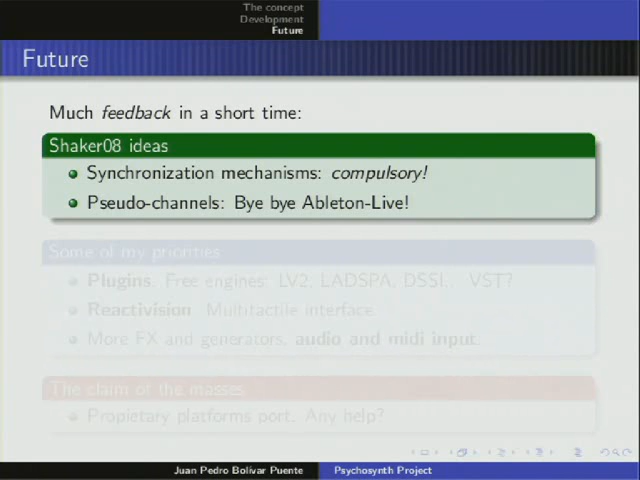 The concept
Development
Future
Future
Much feedback in a short time:
Shaker08 ideas
Synchronization mechanisms: compulsory!
Pseudo-channels: Bye bye Ableton-Live!
Some of my priorities
Plugins. Free engines: LV2, LADSPA, DSSI.. VST?
Reactivision. Multitactile interface.
More FX and generators, audio and midi input.
The claim of the masses
Propietary platforms port. Any help?
Juan Pedro Bolívar Puente
Psychosynth Project